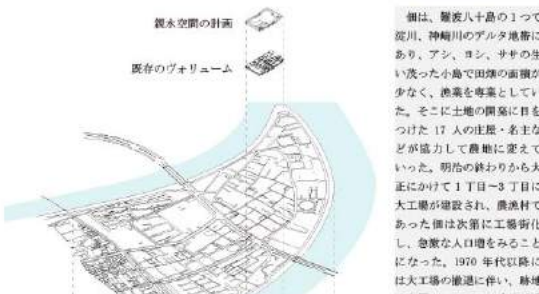 親水空間の計画
既存のヴォリューム
佃は、難波八十島の1つで
淀川、神崎川のデルタ地帯に
あり、アシ、ヨシ、ササの生
い茂った小島で田畑の面積が
少なく、漁業を専業としてい
た。そこに土地の開発に目を
つけた 17 人の庄屋・名主な
どが協力して農地に変えて
いった。明治の終わりから大
正にかけて 1 丁目~3 丁目に
大工場が建設され、農漁村で
あった佃は次第に工場街化
し、急激な人口増をみること
になった。1970 年代以降に
は大工場の撤退に伴い、跡地